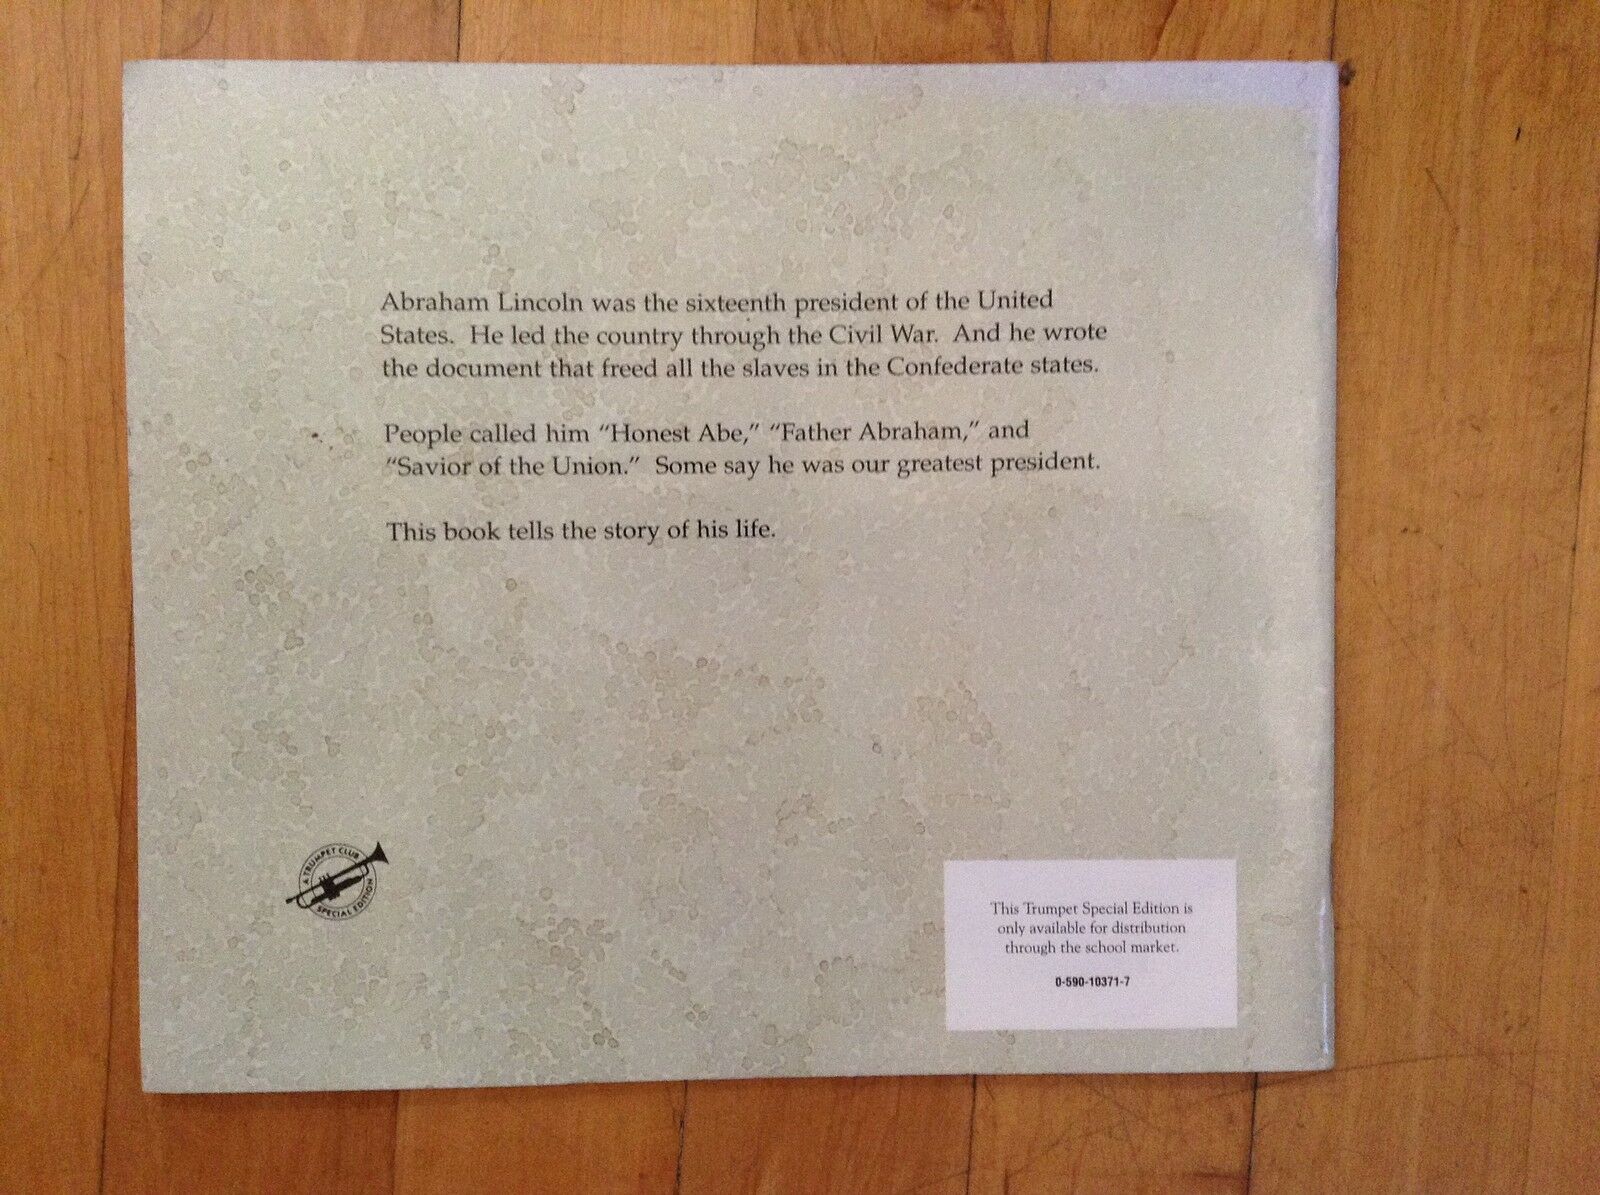 Abraham Lincoln was the sixteenth president of the United
States. He led the country through the Civil War. And he wrote
the document that freed all the slaves in the Confederate states.
People called him "Honest Abe," "Father Abraham," and
"Savior of the Union." Some say he was our greatest president.
This book tells the story of his life.
A TRUMPET CLUB
SPECIAL EDITION
This Trumpet Special Edition is
only available for distribution
through the school market.
0-590-10371-7